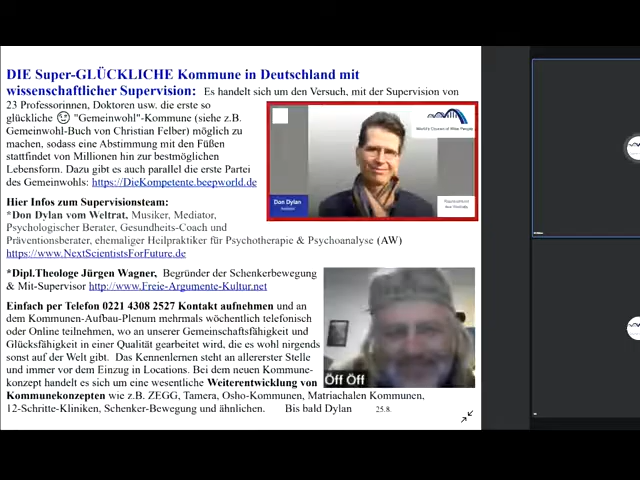 DIE Super-GLÜCKLICHE Kommune in Deutschland mit
wissenschaftlicher Supervision: Es handelt sich um den Versuch, mit der Supervision von
23 Professorinnen, Doktoren usw. die erste so
glückliche 😉 "Gemeinwohl"-Kommune (siehe z.B.
Gemeinwohl-Buch von Christian Felber) möglich zu
machen, sodass eine Abstimmung mit den Füßen
stattfindet von Millionen hin zur bestmöglichen
Lebensform. Dazu gibt es auch parallel die erste Partei
des Gemeinwohls: https://DieKompetente.beepworld.de
World's Council of Wise People
Don Dylan
Hier Infos zum Supervisionsteam:
*Don Dylan vom Weltrat, Musiker, Mediator,
Psychologischer Berater, Gesundheits-Coach und
Präventionsberater, ehemaliger Heilpraktiker für Psychotherapie & Psychoanalyse (AW)
https://www.NextScientistsForFuture.de
*Dipl.Theologe Jürgen Wagner, Begründer der Schenkerbewegung
& Mit-Supervisor http://www.Freie-Argumente-Kultur.net
Einfach per Telefon 0221 4308 2527 Kontakt aufnehmen und an
dem Kommunen-Aufbau-Plenum mehrmals wöchentlich telefonisch
oder Online teilnehmen, wo an unserer Gemeinschaftsfähigkeit und
Glücksfähigkeit in einer Qualität gearbeitet wird, die es wohl nirgends
sonst auf der Welt gibt. Das Kennenlernen steht an allererster Stelle
und immer vor dem Einzug in Locations. Bei dem neuen Kommune-
konzept handelt es sich um eine wesentliche Weiterentwicklung von
Kommunekonzepten wie z.B. ZEGG, Tamera, Osho-Kommunen, Matriachalen Kommunen,
12-Schritte-Kliniken, Schenker-Bewegung und ähnlichen. Bis bald Dylan 25.8.
Öff Öff